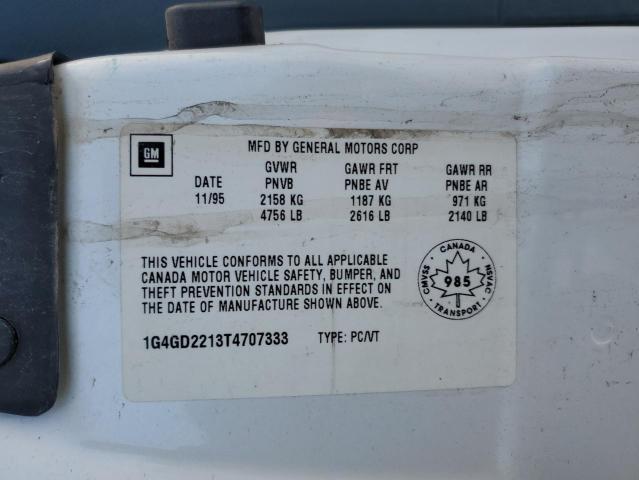 GM
MFD BY GENERAL MOTORS CORP
GVWR GAWR FRT GAWR RR
DATE PNVB PNBE AV PNBE AR
11/95 2158 KG 1187 KG 971 KG
4756 LB 2616 LB 2140 LB
THIS VEHICLE CONFORMS TO ALL APPLICABLE
CANADA MOTOR VEHICLE SAFETY, BUMPER, AND
THEFT PREVENTION STANDARDS IN EFFECT ON
THE DATE OF MANUFACTURE SHOWN ABOVE.
CANADA
CMVSS 985 NSVAC
TRANSPORT
1G4GD2213T4707333 TYPE: PC/VT